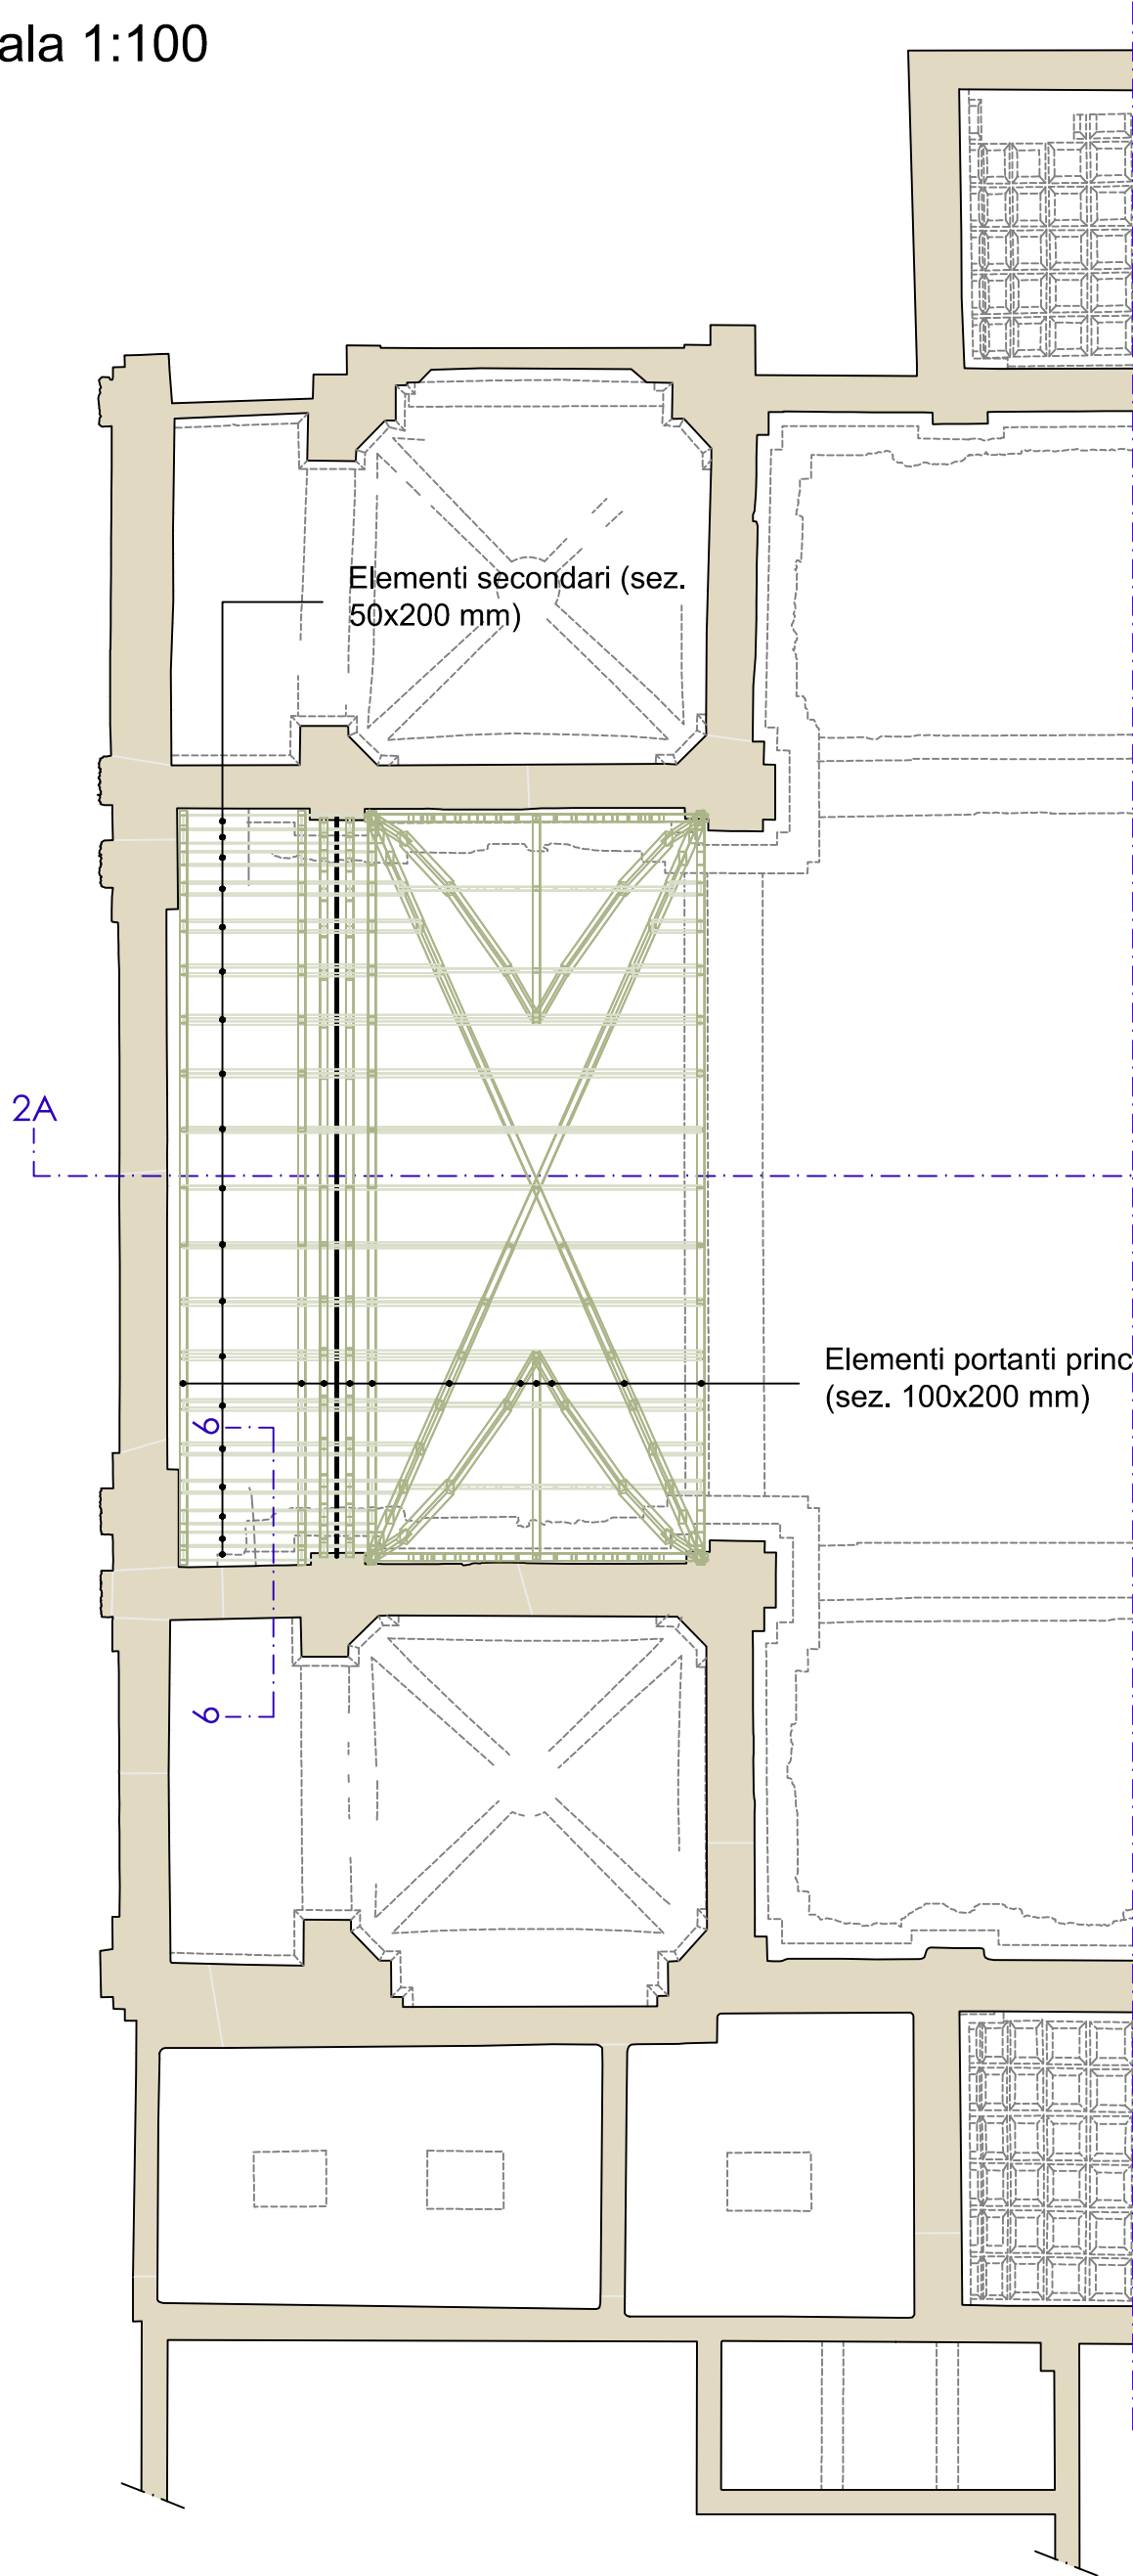 ala 1:100
Elementi secondari (sez.
50x200 mm)
2A
Elementi portanti princ
(sez. 100x200 mm)
6
6